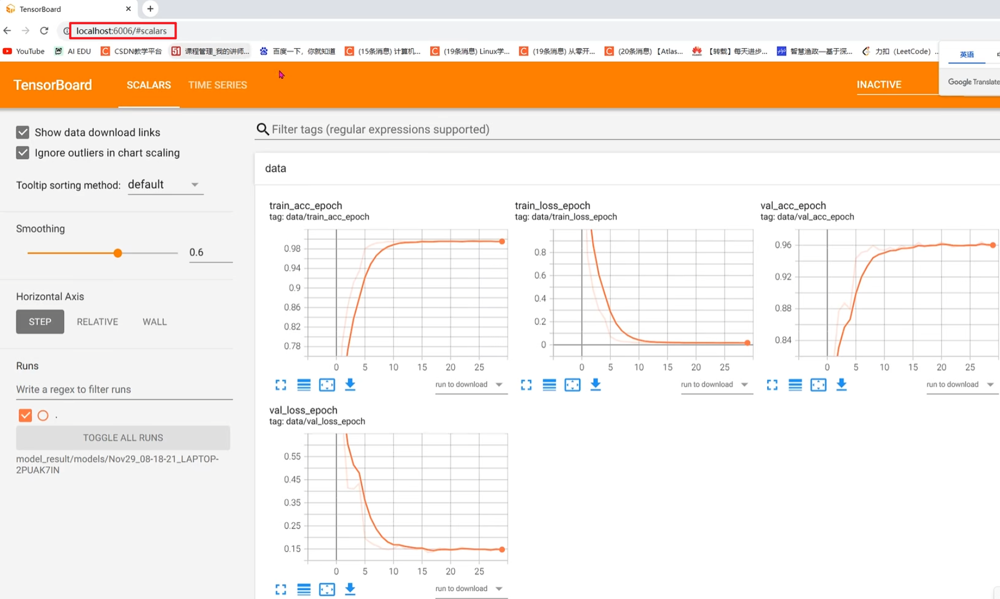 TensorBoard
localhost:6006/#scalars
YouTube AI EDU CSDN教学平台 课程管理_我的讲师... 百度一下，你就知道 (15条消息) 计算机... (19条消息) Linux学... (19条消息) 从零开... (20条消息)【Atlas... 【转载】每天进步... 智慧渔政—基于深... 力扣（LeetCode）...
英语
Google Translate
TensorBoard SCALARS TIME SERIES INACTIVE
Show data download links
Ignore outliers in chart scaling
Tooltip sorting method: default
Smoothing
0.6
Horizontal Axis
STEP RELATIVE WALL
Runs
Write a regex to filter runs
.
TOGGLE ALL RUNS
model_result/models/Nov29_08-18-21_LAPTOP-
2PUAK7IN
Filter tags (regular expressions supported)
data
train_acc_epoch
tag: data/train_acc_epoch
0.98
0.94
0.9
0.86
0.82
0.78
0 5 10 15 20 25
run to download
train_loss_epoch
tag: data/train_loss_epoch
0.8
0.6
0.4
0.2
0
0 5 10 15 20 25
run to download
val_acc_epoch
tag: data/val_acc_epoch
0.96
0.92
0.88
0.84
0 5 10 15 20 25
run to download
val_loss_epoch
tag: data/val_loss_epoch
0.55
0.45
0.35
0.25
0.15
0 5 10 15 20 25
run to download